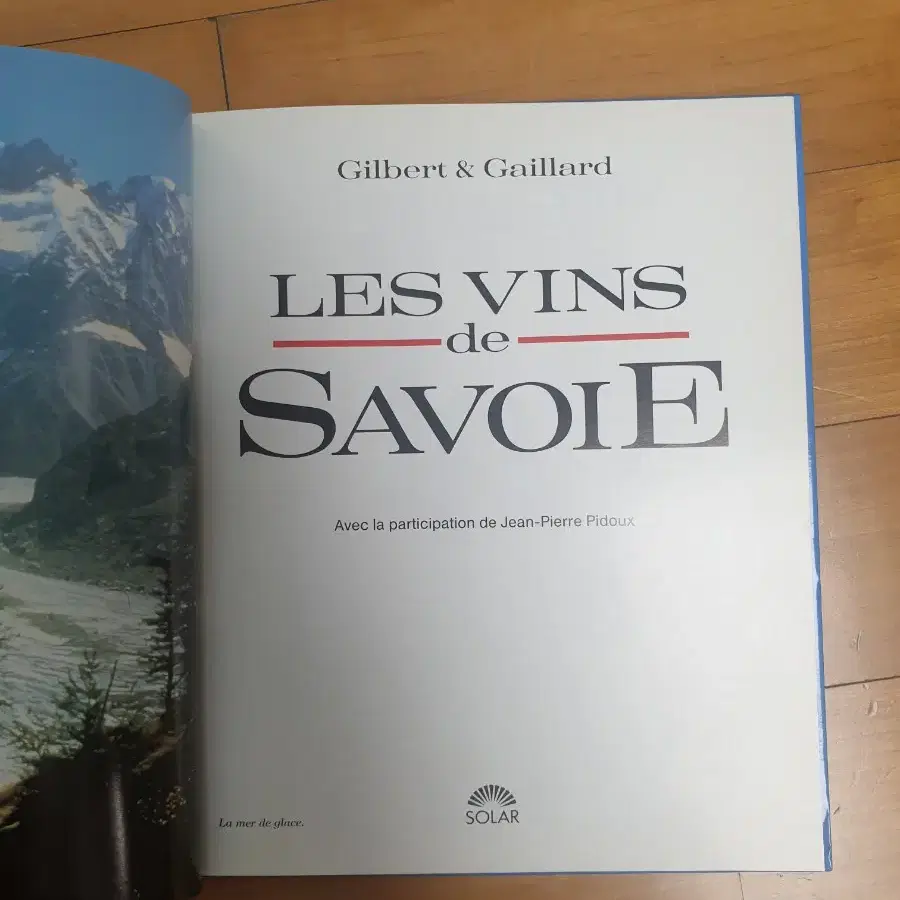 Gilbert & Gaillard
LES VINS
de
SAVOIE
Avec la participation de Jean-Pierre Pidoux
La mer de glace.
SOLAR